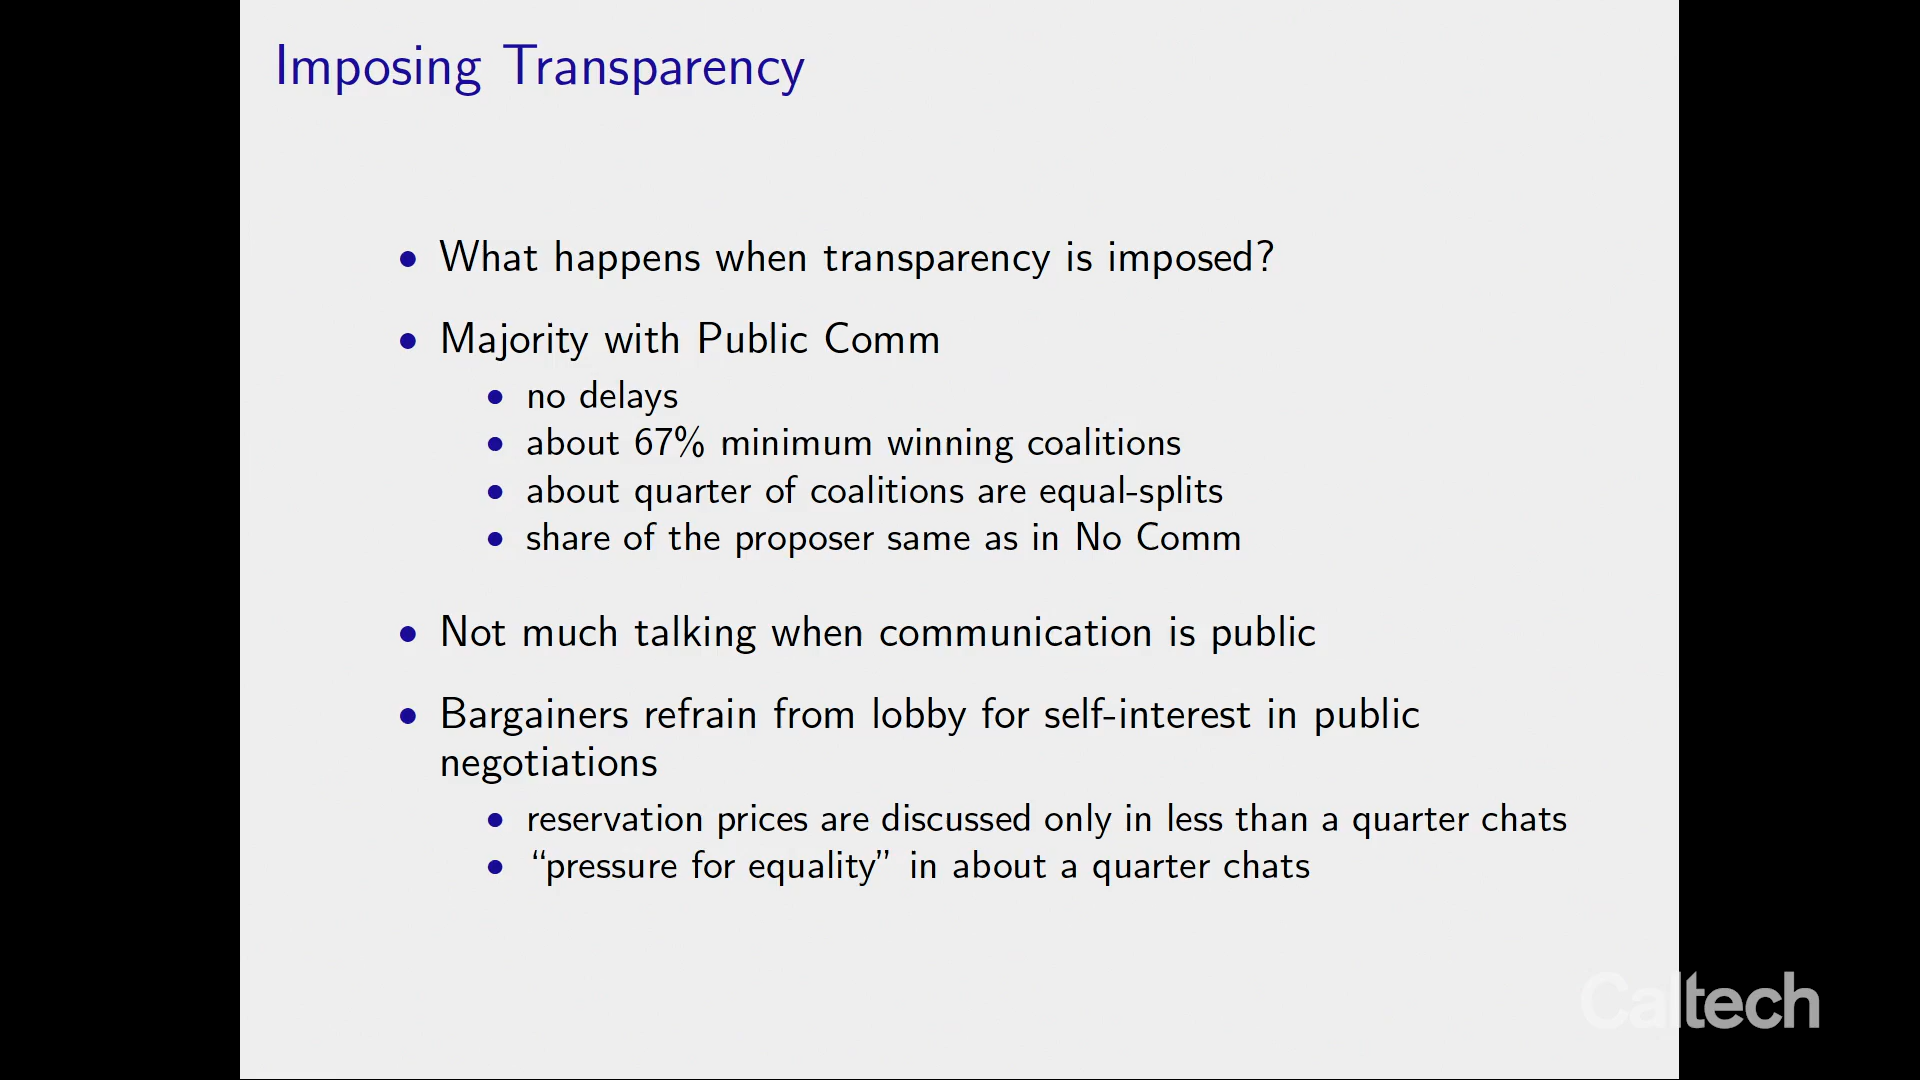 Imposing Transparency
• What happens when transparency is imposed?
• Majority with Public Comm
• no delays
• about 67% minimum winning coalitions
• about quarter of coalitions are equal-splits
• share of the proposer same as in No Comm
• Not much talking when communication is public
• Bargainers refrain from lobby for self-interest in public
negotiations
• reservation prices are discussed only in less than a quarter chats
• “pressure for equality” in about a quarter chats
Caltech